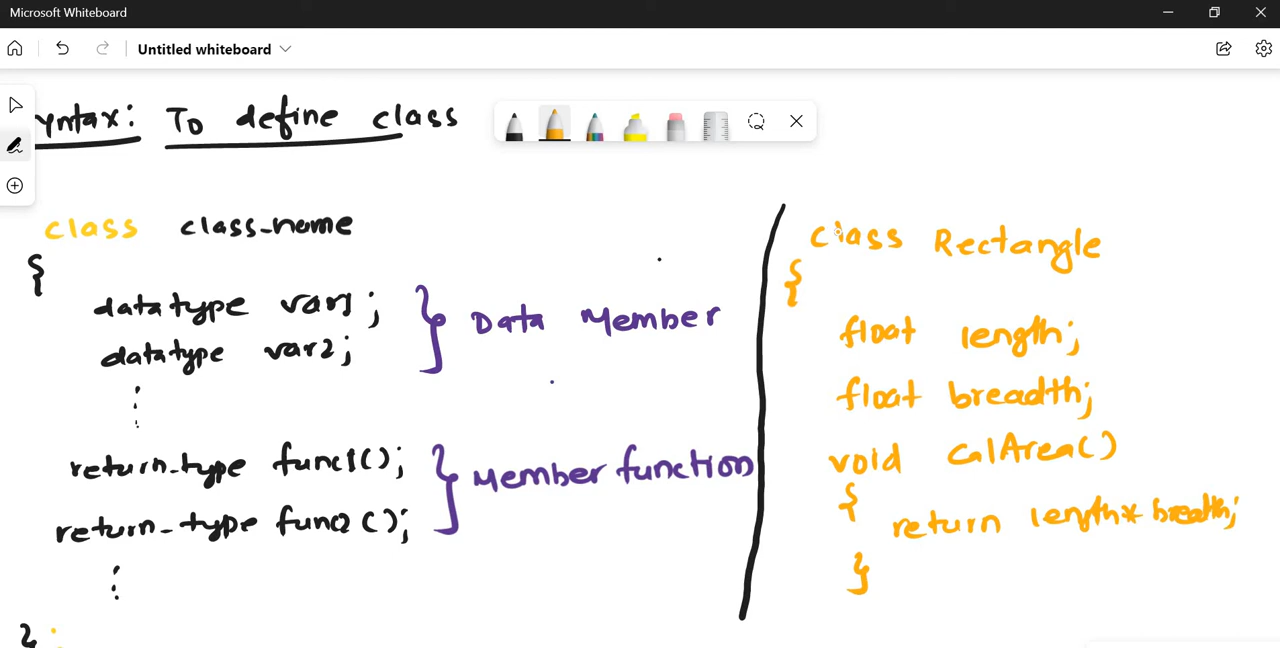 Microsoft Whiteboard
Untitled whiteboard
yntax: To define class
class class_name
{
datatype var1;
datatype var2;
return_type func1();
return_type func2();
};
} Data Member
} Member function
class Rectangle
{
float length;
float breadth;
void calArea()
{
return length* breadth;
}